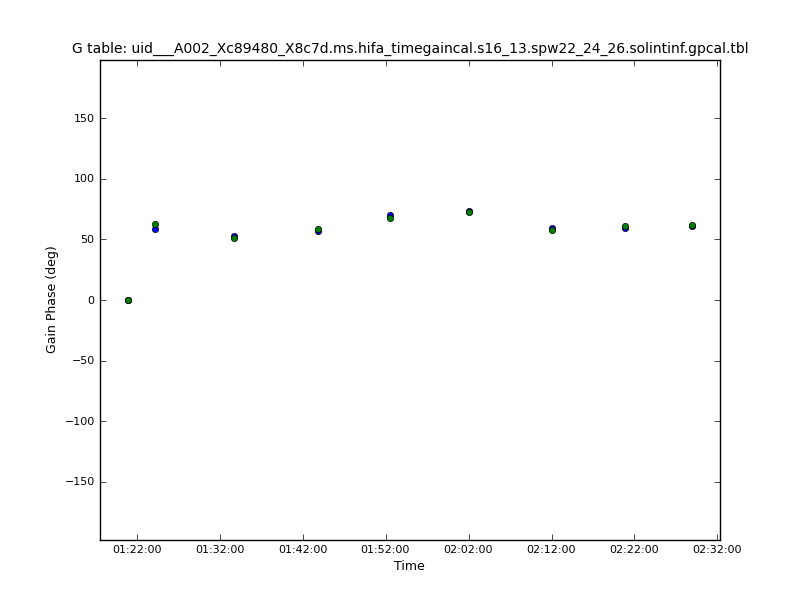 G table: uid___A002_Xc89480_X8c7d.ms.hifa_timegaincal.s16_13.spw22_24_26.solintinf.gpcal.tbl
150
100
50
0
−50
−100
−150
Gain Phase (deg)
01:22:00 01:32:00 01:42:00 01:52:00 02:02:00 02:12:00 02:22:00 02:32:00
Time